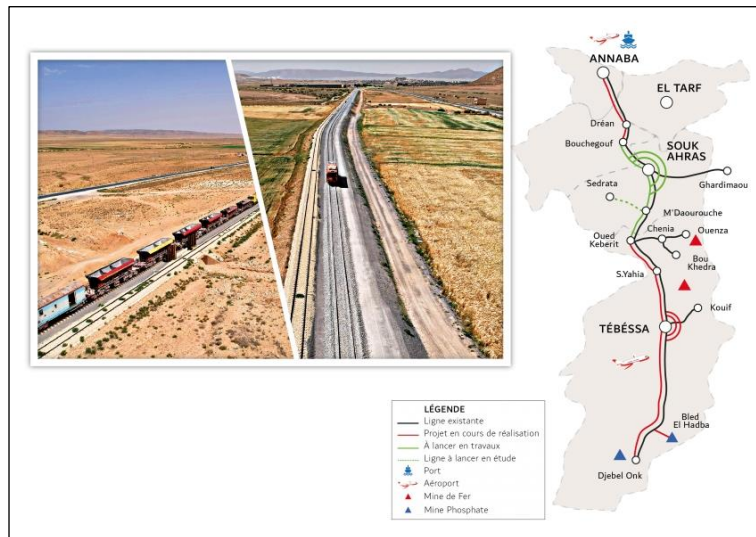 ANNABA
EL TARF
Dréan
Bouchegouf
SOUK
AHRAS
Ghardimaou
Sedrata
M'Daourouche
Chenia
Ouenza
Oued
Keberit
Bou
Khedra
S.Yahia
Kouif
TÉBÉSSA
Bled
El Hadba
Djebel Onk
LÉGENDE
Ligne existante
Projet en cours de réalisation
À lancer en travaux
Ligne à lancer en étude
Port
Aéroport
Mine de Fer
Mine Phosphate